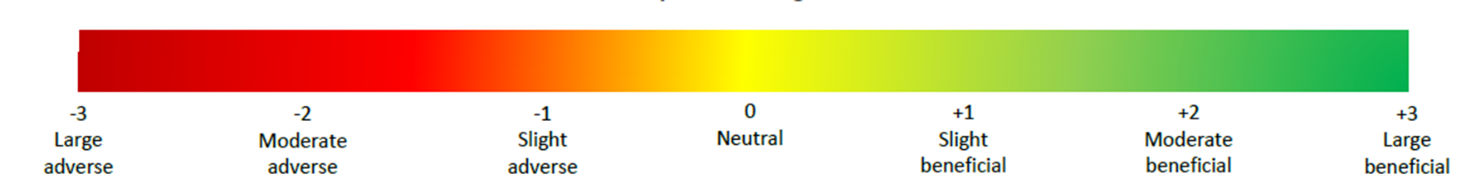 -3 -2 -1 0 +1 +2 +3
Large Moderate Slight Neutral Slight Moderate Large
adverse adverse adverse beneficial beneficial beneficial